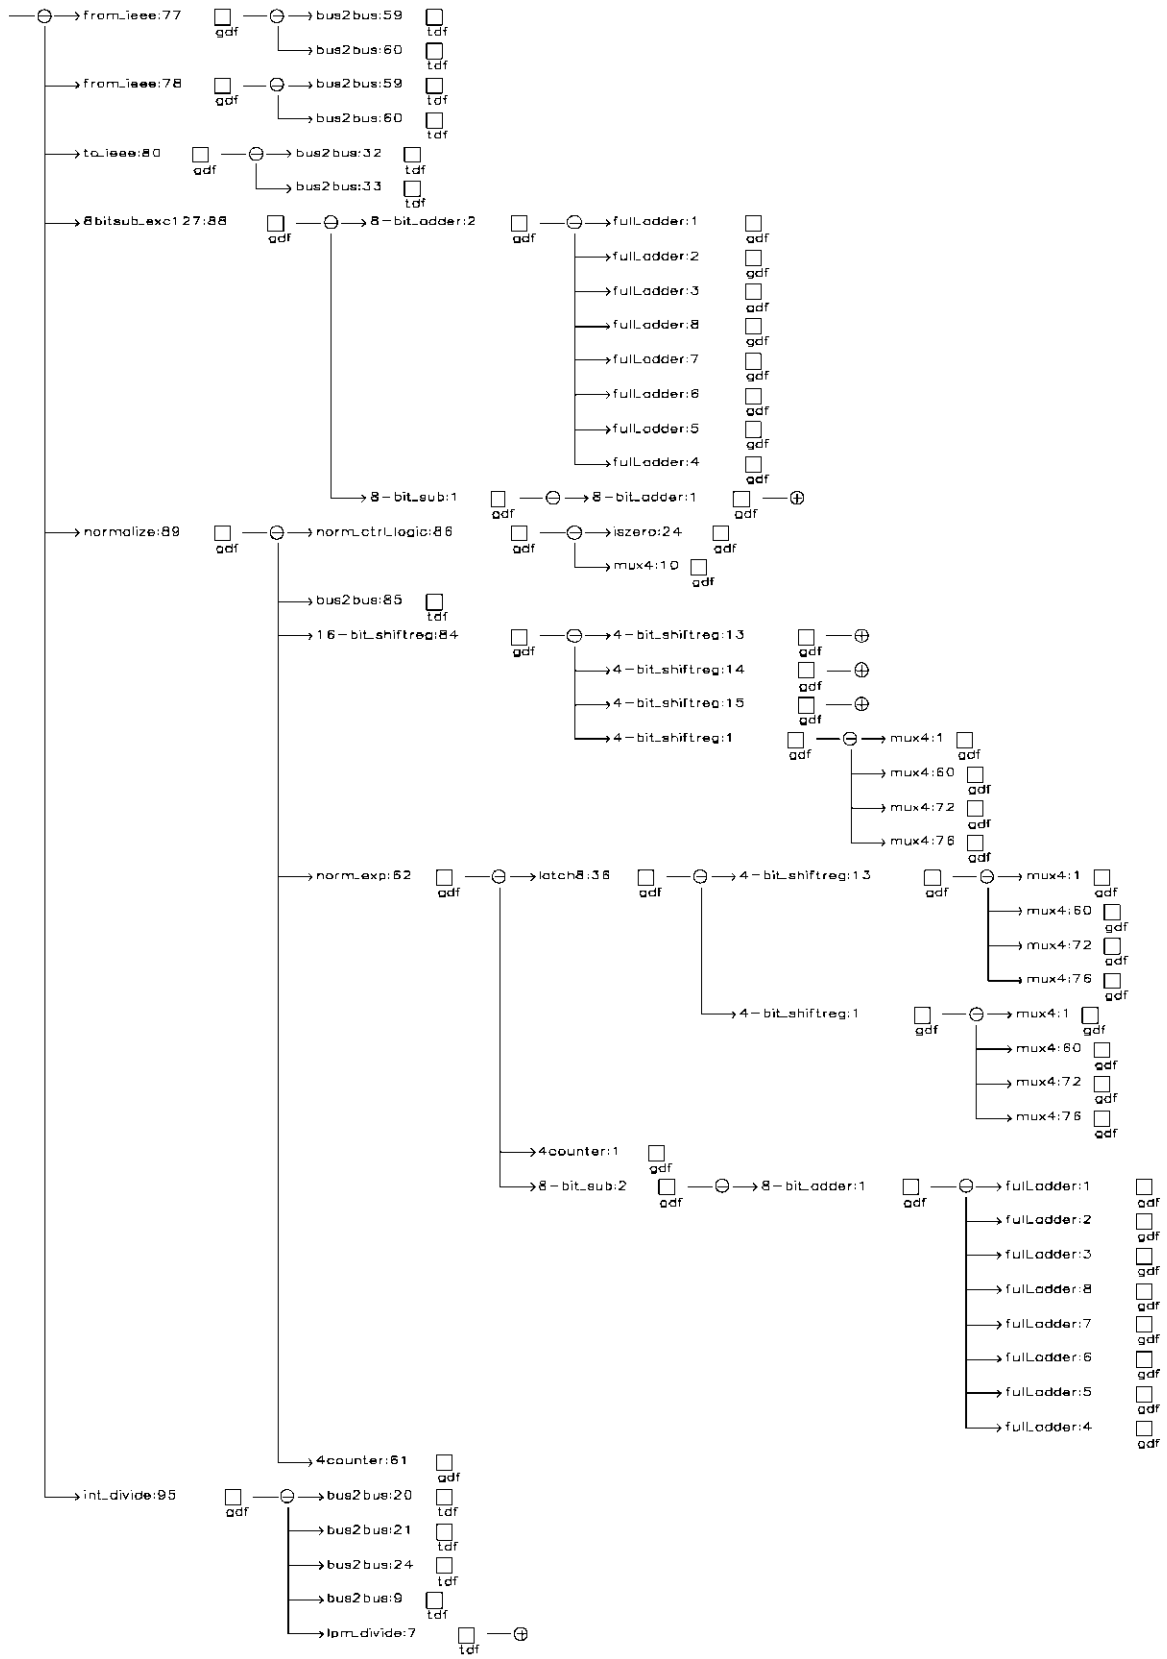 from_ieee:77 gdf bus2bus:59 tdf
bus2bus:60 tdf
from_ieee:78 gdf bus2bus:59 tdf
bus2bus:60 tdf
to_ieee:80 gdf bus2bus:32 tdf
bus2bus:33 tdf
8bitsub_exc127:88 gdf 8-bit_adder:2 gdf full_adder:1 gdf
full_adder:2 gdf
full_adder:3 gdf
full_adder:8 gdf
full_adder:7 gdf
full_adder:6 gdf
full_adder:5 gdf
full_adder:4 gdf
8-bit_sub:1 gdf 8-bit_adder:1 gdf
normalize:89 gdf norm_ctrl_logic:86 gdf iszero:24 gdf
mux4:10 gdf
bus2bus:85 tdf
16-bit_shiftreg:84 gdf 4-bit_shiftreg:13 gdf
4-bit_shiftreg:14 gdf
4-bit_shiftreg:15 gdf
4-bit_shiftreg:1 gdf mux4:1 gdf
mux4:60 gdf
mux4:72 gdf
mux4:76 gdf
norm_exp:62 gdf latch8:36 gdf 4-bit_shiftreg:13 gdf mux4:1 gdf
mux4:60 gdf
mux4:72 gdf
mux4:76 gdf
4-bit_shiftreg:1 gdf mux4:1 gdf
mux4:60 gdf
mux4:72 gdf
mux4:76 gdf
4counter:1 gdf
8-bit_sub:2 gdf 8-bit_adder:1 gdf full_adder:1 gdf
full_adder:2 gdf
full_adder:3 gdf
full_adder:8 gdf
full_adder:7 gdf
full_adder:6 gdf
full_adder:5 gdf
full_adder:4 gdf
4counter:61 gdf
int_divide:95 gdf bus2bus:20 tdf
bus2bus:21 tdf
bus2bus:24 tdf
bus2bus:9 tdf
lpm_divide:7 tdf